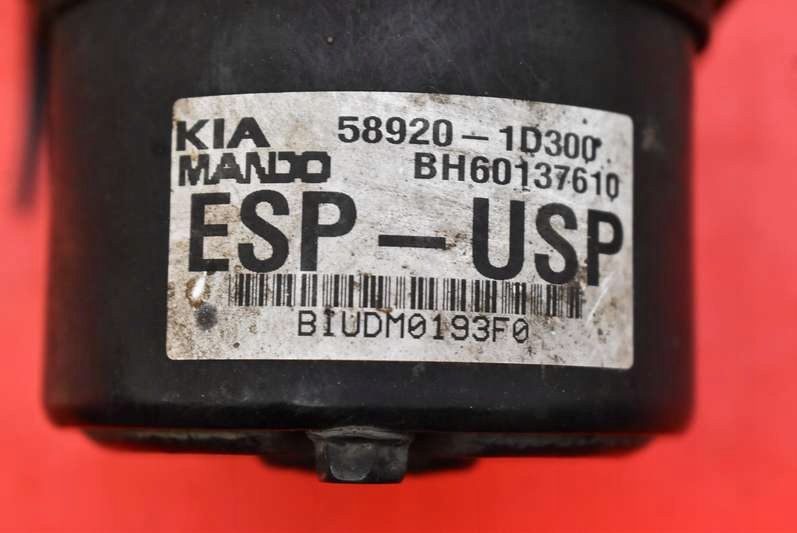 KIA 58920-1D300
MANDO BH60137610
ESP-USP
BIUDM0193F0